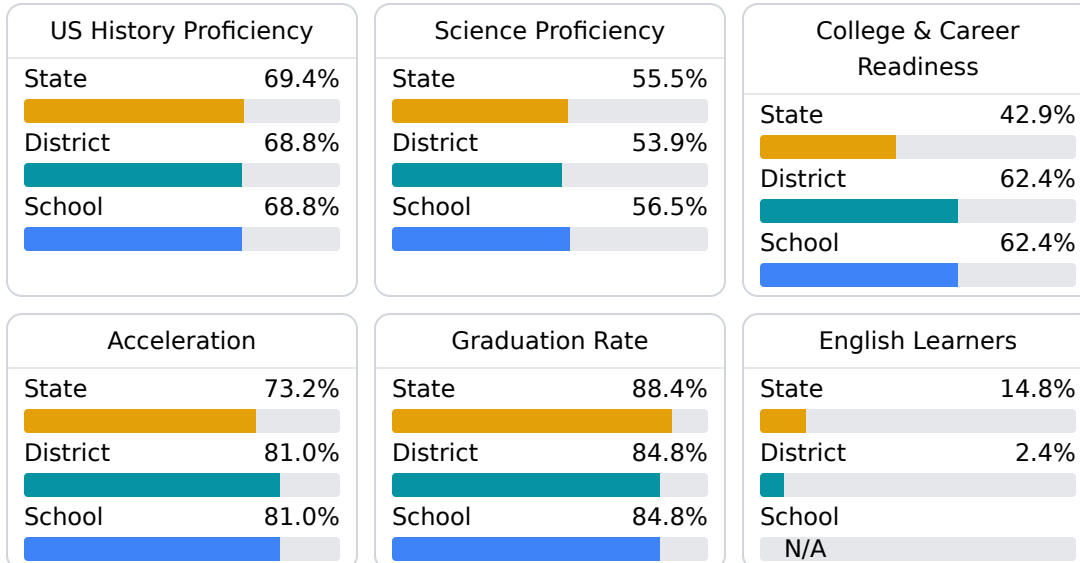 US History Proficiency
State 69.4%
District 68.8%
School 68.8%
Science Proficiency
State 55.5%
District 53.9%
School 56.5%
College & Career
Readiness
State 42.9%
District 62.4%
School 62.4%
Acceleration
State 73.2%
District 81.0%
School 81.0%
Graduation Rate
State 88.4%
District 84.8%
School 84.8%
English Learners
State 14.8%
District 2.4%
School
N/A